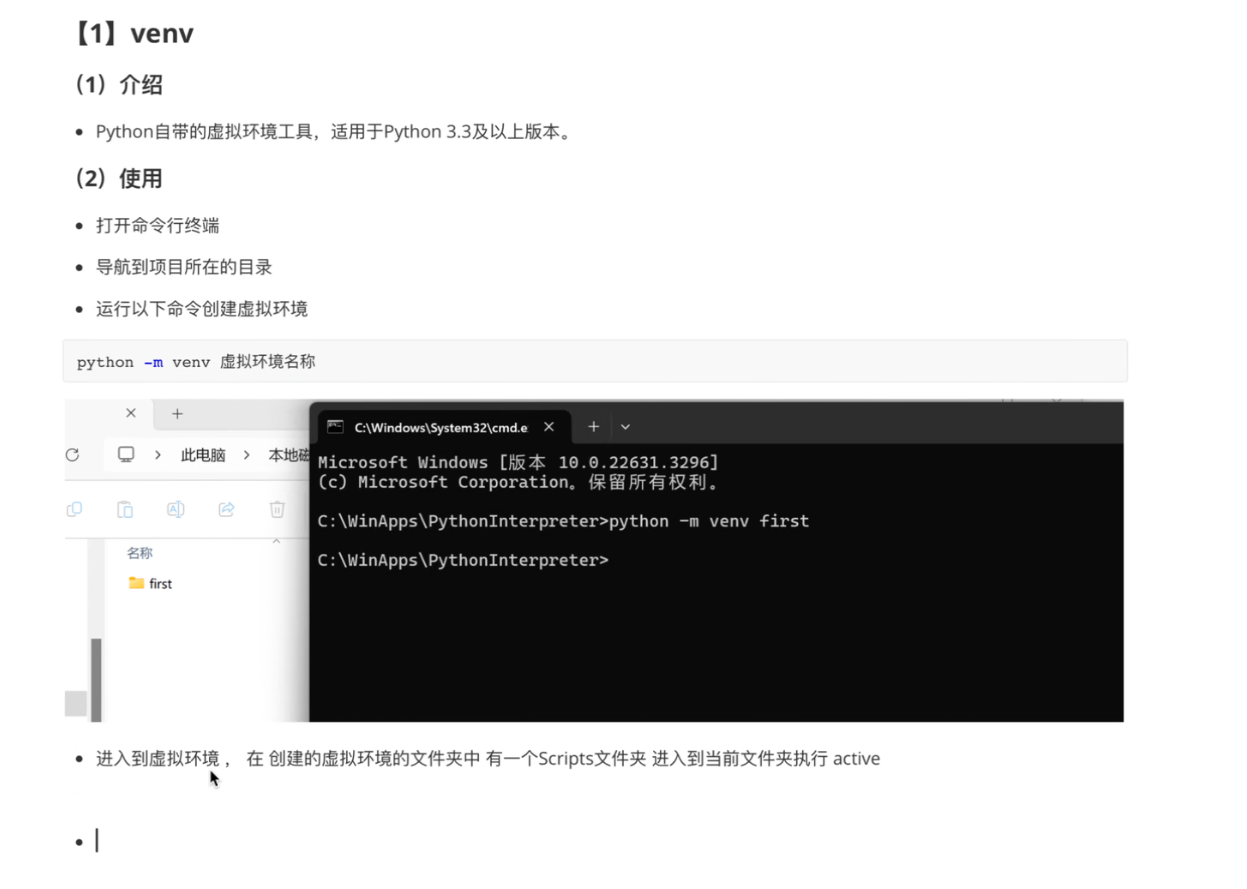 【1】venv
（1）介绍
Python自带的虚拟环境工具，适用于Python 3.3及以上版本。
（2）使用
打开命令行终端
导航到项目所在的目录
运行以下命令创建虚拟环境
python -m venv 虚拟环境名称
C:\Windows\System32\cmd.e
此电脑 > 本地磁
Microsoft Windows [版本 10.0.22631.3296]
(c) Microsoft Corporation。保留所有权利。
C:\WinApps\PythonInterpreter>python -m venv first
C:\WinApps\PythonInterpreter>
名称
first
进入到虚拟环境， 在 创建的虚拟环境的文件夹中 有一个Scripts文件夹 进入到当前文件夹执行 active